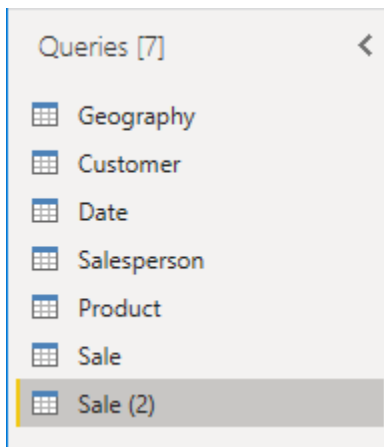 Queries [7]
Geography
Customer
Date
Salesperson
Product
Sale
Sale (2)